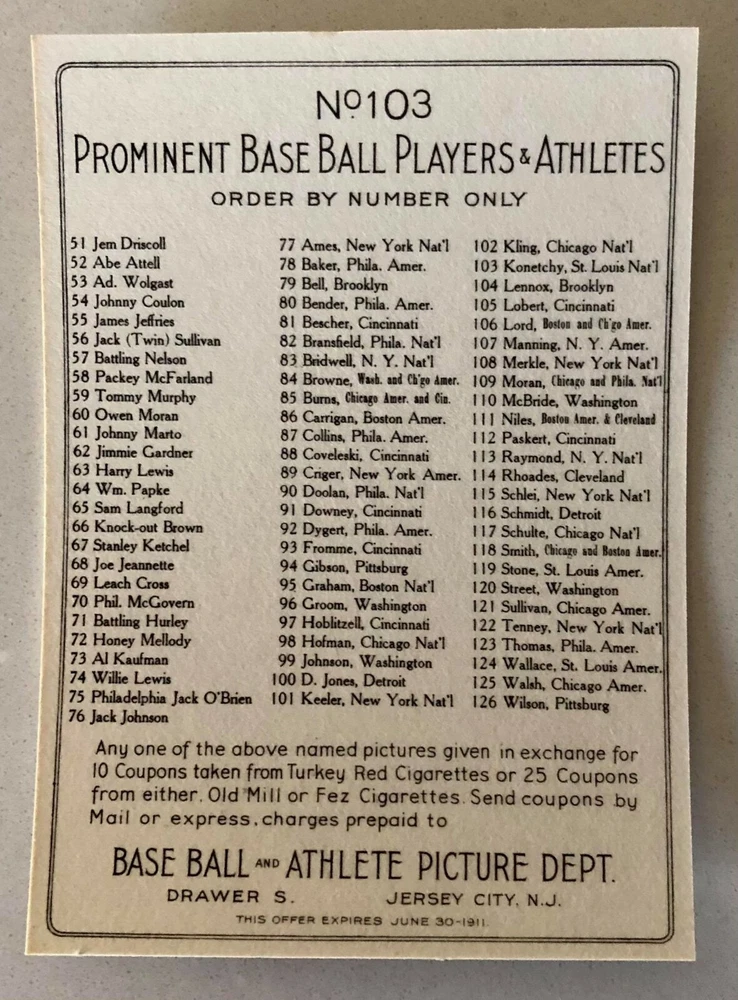 Nº103
PROMINENT BASE BALL PLAYERS & ATHLETES
ORDER BY NUMBER ONLY
51 Jem Driscoll
52 Abe Attell
53 Ad. Wolgast
54 Johnny Coulon
55 James Jeffries
56 Jack (Twin) Sullivan
57 Battling Nelson
58 Packey McFarland
59 Tommy Murphy
60 Owen Moran
61 Johnny Marto
62 Jimmie Gardner
63 Harry Lewis
64 Wm. Papke
65 Sam Langford
66 Knock-out Brown
67 Stanley Ketchel
68 Joe Jeannette
69 Leach Cross
70 Phil. McGovern
71 Battling Hurley
72 Honey Mellody
73 Al Kaufman
74 Willie Lewis
75 Philadelphia Jack O'Brien
76 Jack Johnson
77 Ames, New York Nat'l
78 Baker, Phila. Amer.
79 Bell, Brooklyn
80 Bender, Phila. Amer.
81 Bescher, Cincinnati
82 Bransfield, Phila. Nat'l
83 Bridwell, N. Y. Nat'l
84 Browne, Wash. and Ch'go Amer.
85 Burns, Chicago Amer. and Cin.
86 Carrigan, Boston Amer.
87 Collins, Phila. Amer.
88 Coveleski, Cincinnati
89 Criger, New York Amer.
90 Doolan, Phila. Nat'l
91 Downey, Cincinnati
92 Dygert, Phila. Amer.
93 Fromme, Cincinnati
94 Gibson, Pittsburg
95 Graham, Boston Nat'l
96 Groom, Washington
97 Hoblitzell, Cincinnati
98 Hofman, Chicago Nat'l
99 Johnson, Washington
100 D. Jones, Detroit
101 Keeler, New York Nat'l
102 Kling, Chicago Nat'l
103 Konetchy, St. Louis Nat'l
104 Lennox, Brooklyn
105 Lobert, Cincinnati
106 Lord, Boston and Ch'go Amer.
107 Manning, N. Y. Amer.
108 Merkle, New York Nat'l
109 Moran, Chicago and Phila. Nat'l
110 McBride, Washington
111 Niles, Boston Amer. & Cleveland
112 Paskert, Cincinnati
113 Raymond, N. Y. Nat'l
114 Rhoades, Cleveland
115 Schlei, New York Nat'l
116 Schmidt, Detroit
117 Schulte, Chicago Nat'l
118 Smith, Chicago and Boston Amer.
119 Stone, St. Louis Amer.
120 Street, Washington
121 Sullivan, Chicago Amer.
122 Tenney, New York Nat'l
123 Thomas, Phila. Amer.
124 Wallace, St. Louis Amer.
125 Walsh, Chicago Amer.
126 Wilson, Pittsburg
Any one of the above named pictures given in exchange for
10 Coupons taken from Turkey Red Cigarettes or 25 Coupons
from either. Old Mill or Fez Cigarettes. Send coupons by
Mail or express, charges prepaid to
BASE BALL AND ATHLETE PICTURE DEPT.
DRAWER S. JERSEY CITY, N.J.
THIS OFFER EXPIRES JUNE 30-1911.